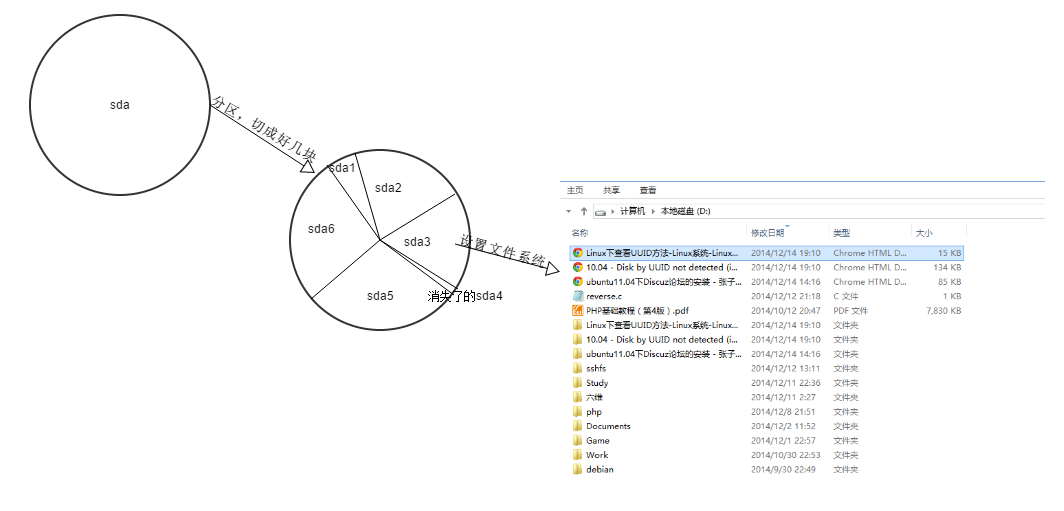 sda
分区，切成好几块
sda1
sda2
sda6
sda3
设置文件系统
sda5
消失了的sda4
主页 共享 查看
计算机 本地磁盘 (D:)
名称 修改日期 类型 大小
Linux下查看UUID方法-Linux系统-Linux... 2014/12/14 19:10 Chrome HTML D... 15 KB
10.04 - Disk by UUID not detected (i... 2014/12/14 19:10 Chrome HTML D... 134 KB
ubuntu11.04下Discuz论坛的安装 - 张子... 2014/12/14 14:16 Chrome HTML D... 85 KB
reverse.c 2014/12/12 21:18 C 文件 1 KB
PHP基础教程（第4版）.pdf 2014/10/12 20:47 PDF 文件 7,830 KB
Linux下查看UUID方法-Linux系统-Linux... 2014/12/14 19:10 文件夹
10.04 - Disk by UUID not detected (i... 2014/12/14 19:10 文件夹
ubuntu11.04下Discuz论坛的安装 - 张子... 2014/12/14 14:16 文件夹
sshfs 2014/12/12 13:11 文件夹
Study 2014/12/11 22:36 文件夹
六维 2014/12/11 2:27 文件夹
php 2014/12/8 21:51 文件夹
Documents 2014/12/2 11:52 文件夹
Game 2014/12/1 22:57 文件夹
Work 2014/10/30 22:53 文件夹
debian 2014/9/30 22:49 文件夹